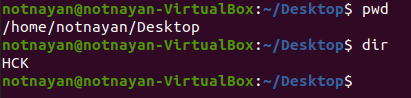 notnayan@notnayan-VirtualBox:~/Desktop$ pwd
/home/notnayan/Desktop
notnayan@notnayan-VirtualBox:~/Desktop$ dir
HCK
notnayan@notnayan-VirtualBox:~/Desktop$